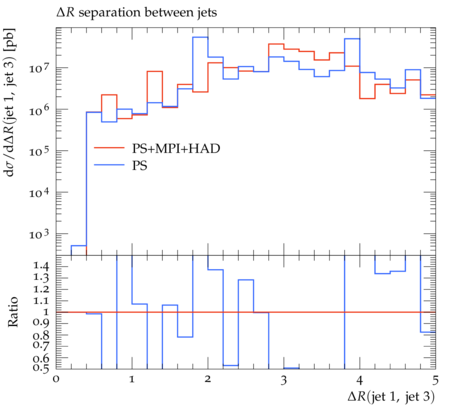 ΔR separation between jets
dσ/dΔR(jet 1, jet 3) [pb]
10^7
10^6
10^5
10^4
10^3
PS+MPI+HAD
PS
Ratio
1.4
1.3
1.2
1.1
1
0.9
0.8
0.7
0.6
0.5
0 1 2 3 4 5
ΔR(jet 1, jet 3)